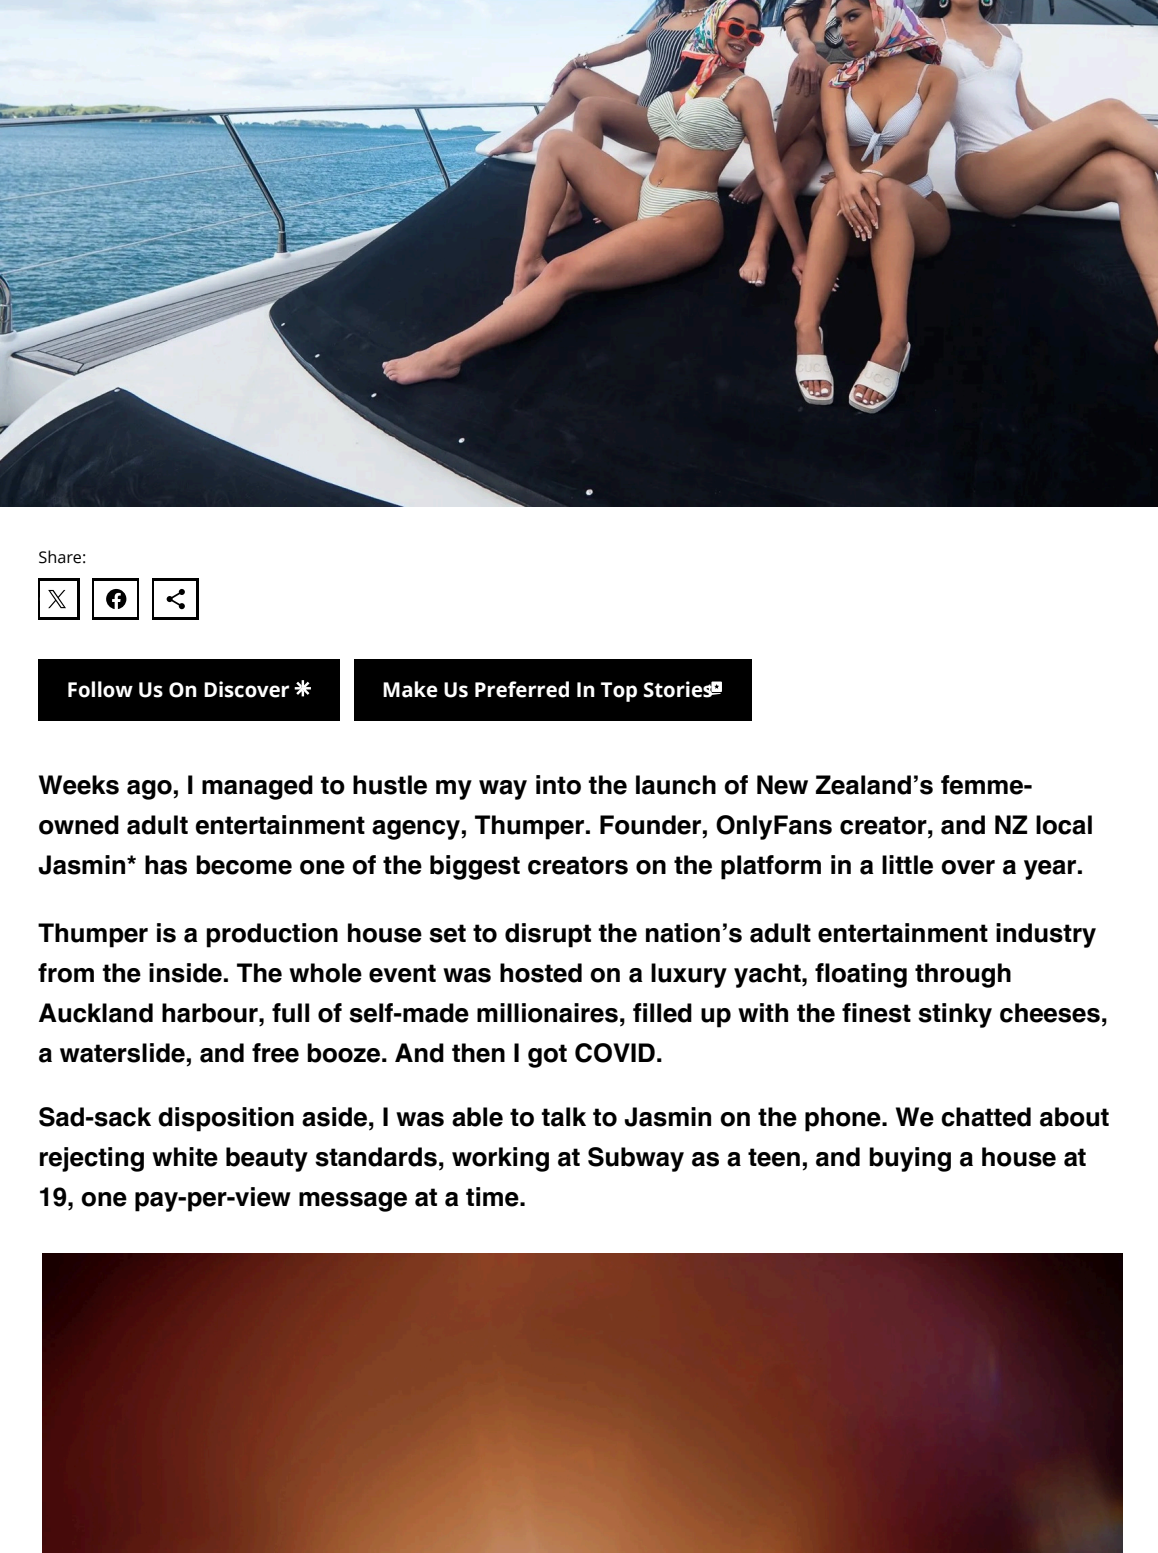 Share:
Follow Us On Discover
Make Us Preferred In Top Stories
Weeks ago, I managed to hustle my way into the launch of New Zealand’s femme-
owned adult entertainment agency, Thumper. Founder, OnlyFans creator, and NZ local
Jasmin* has become one of the biggest creators on the platform in a little over a year.
Thumper is a production house set to disrupt the nation’s adult entertainment industry
from the inside. The whole event was hosted on a luxury yacht, floating through
Auckland harbour, full of self-made millionaires, filled up with the finest stinky cheeses,
a waterslide, and free booze. And then I got COVID.
Sad-sack disposition aside, I was able to talk to Jasmin on the phone. We chatted about
rejecting white beauty standards, working at Subway as a teen, and buying a house at
19, one pay-per-view message at a time.